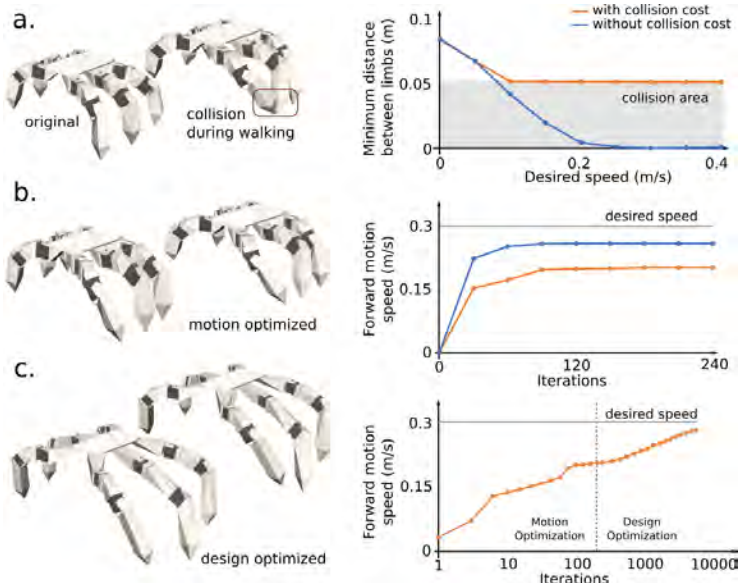 a.
original
collision
during walking
with collision cost
without collision cost
Minimum distance
between limbs (m)
0.1
0.05
0
collision area
0
0.2
0.4
Desired speed (m/s)
b.
motion optimized
Forward motion
speed (m/s)
0.3
0.15
0
desired speed
0
120
240
Iterations
c.
design optimized
Forward motion
speed (m/s)
0.3
0.15
0
desired speed
Motion
Optimization
Design
Optimization
1
10
100
1000
10000
Iterations